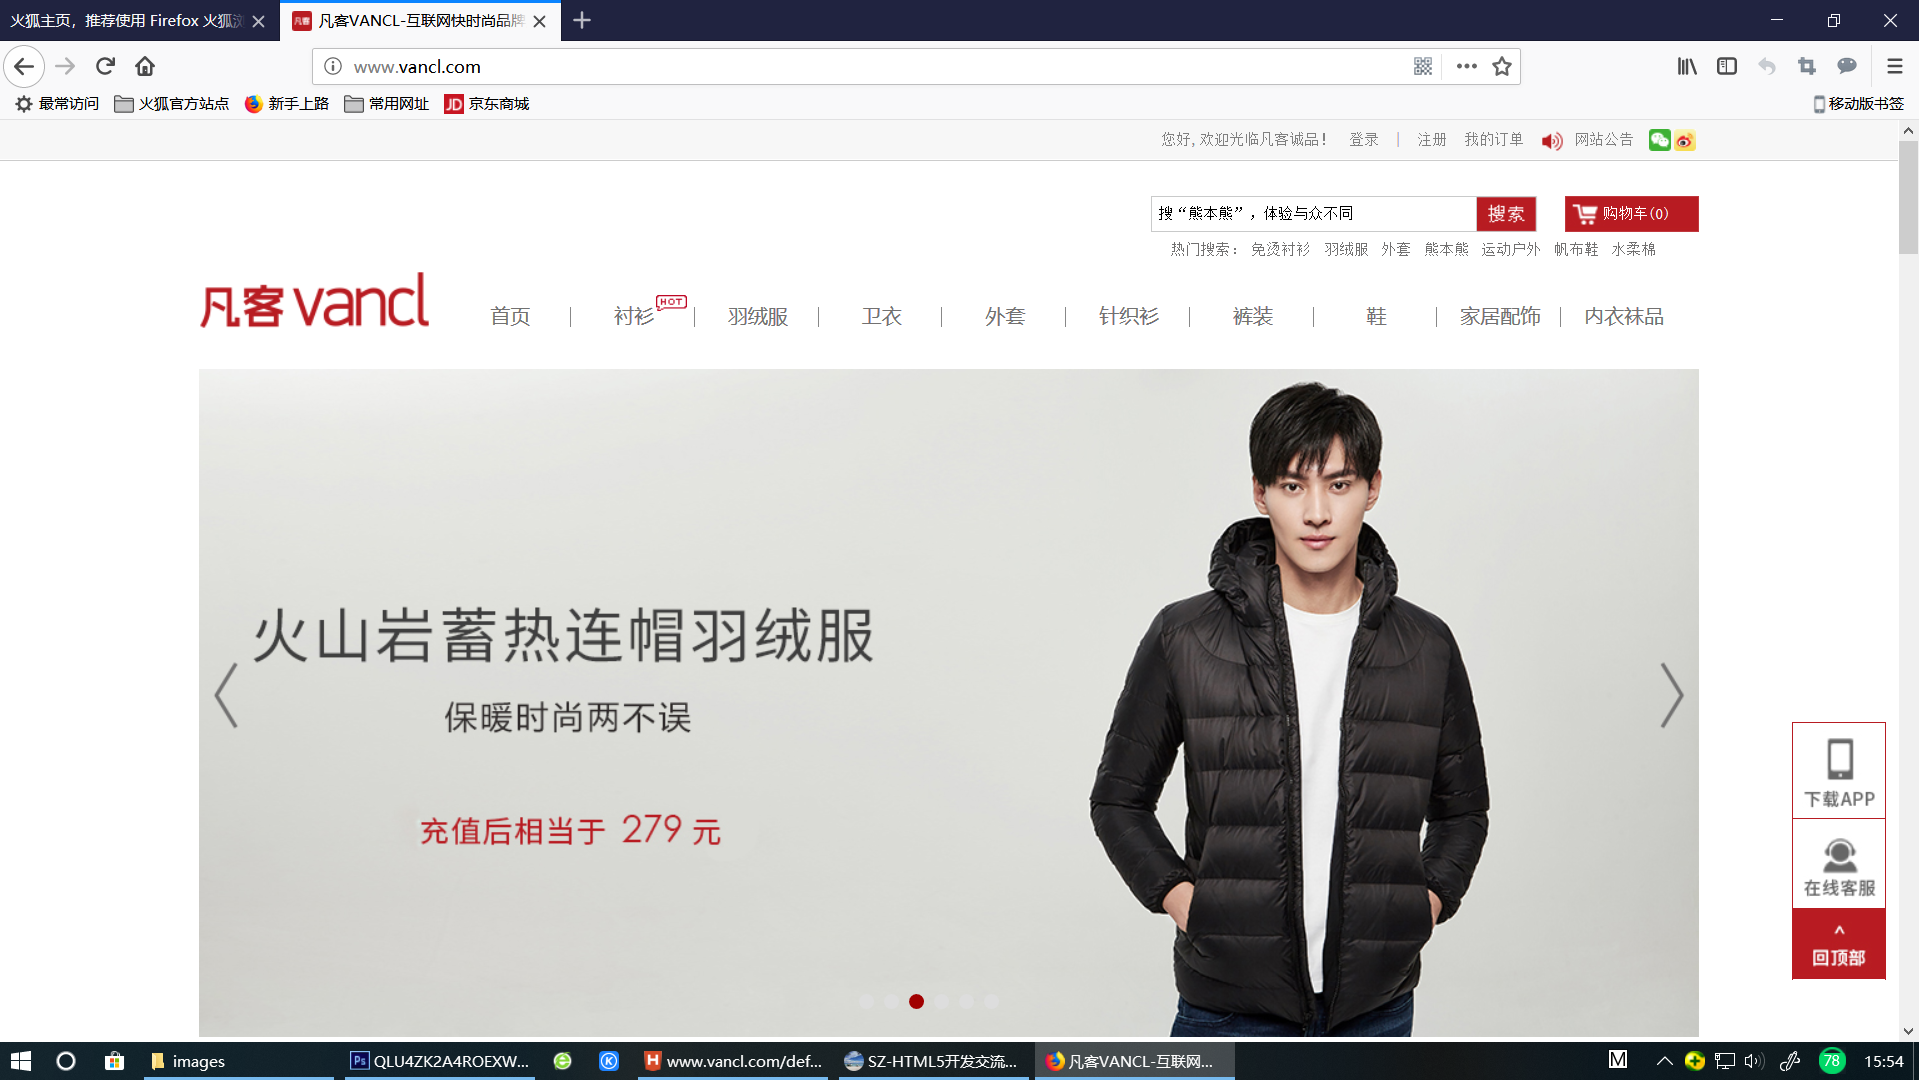 火狐主页，推荐使用 Firefox 火狐
凡客VANCL-互联网快时尚品牌
www.vancl.com
最常访问 火狐官方站点 新手上路 常用网址 JD 京东商城 移动版书签
您好, 欢迎光临凡客诚品！ 登录 | 注册 我的订单 网站公告
搜“熊本熊”，体验与众不同 搜索 购物车(0)
热门搜索： 免烫衬衫 羽绒服 外套 熊本熊 运动户外 帆布鞋 水柔棉
凡客 vancl
首页 衬衫 HOT 羽绒服 卫衣 外套 针织衫 裤装 鞋 家居配饰 内衣袜品
火山岩蓄热连帽羽绒服
保暖时尚两不误
充值后相当于 279 元
下载APP
在线客服
^
回顶部
images Ps QLU4ZK2A4ROEXW... K H www.vancl.com/def... SZ-HTML5开发交流... 凡客VANCL-互联网... M 78 15:54